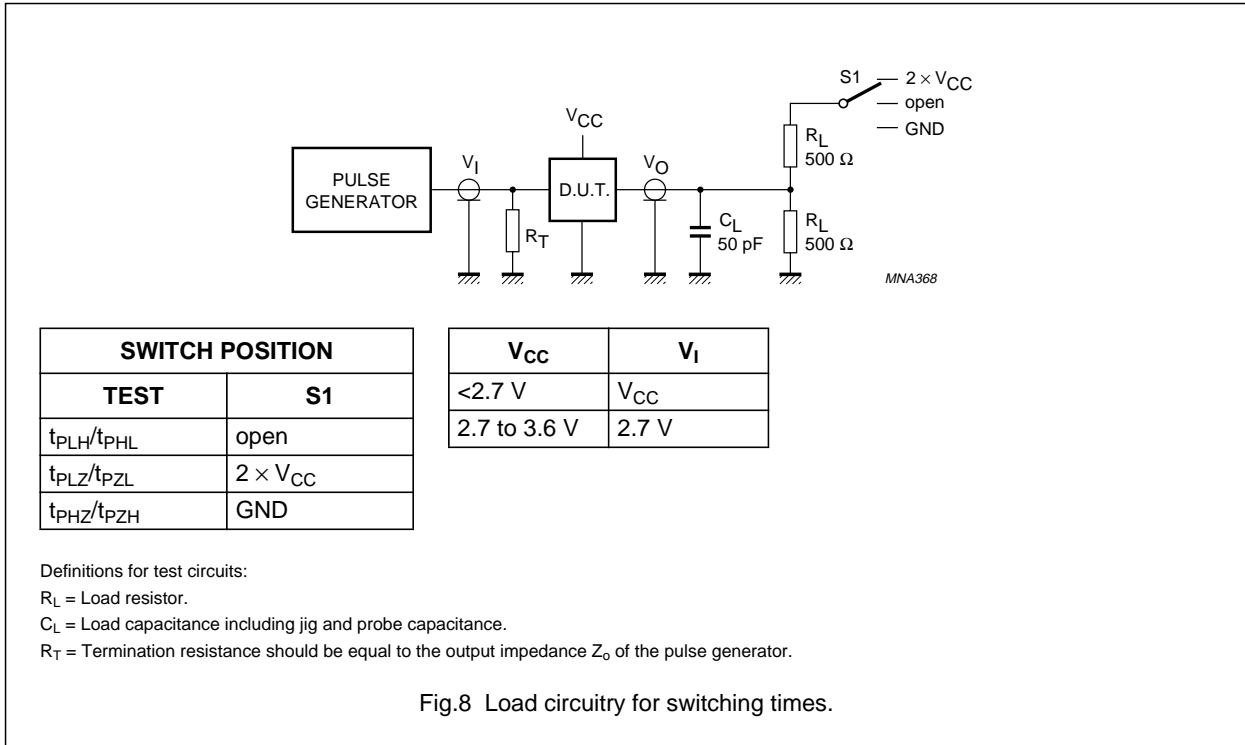 S1
2 × VCC
open
GND
VCC
RL
500 Ω
PULSE
GENERATOR
VI
D.U.T.
VO
RT
CL
50 pF
RL
500 Ω
MNA368
SWITCH POSITION
TEST S1
tPLH/tPHL open
tPLZ/tPZL 2 × VCC
tPHZ/tPZH GND
VCC VI
<2.7 V VCC
2.7 to 3.6 V 2.7 V
Definitions for test circuits:
RL = Load resistor.
CL = Load capacitance including jig and probe capacitance.
RT = Termination resistance should be equal to the output impedance Zo of the pulse generator.
Fig.8 Load circuitry for switching times.